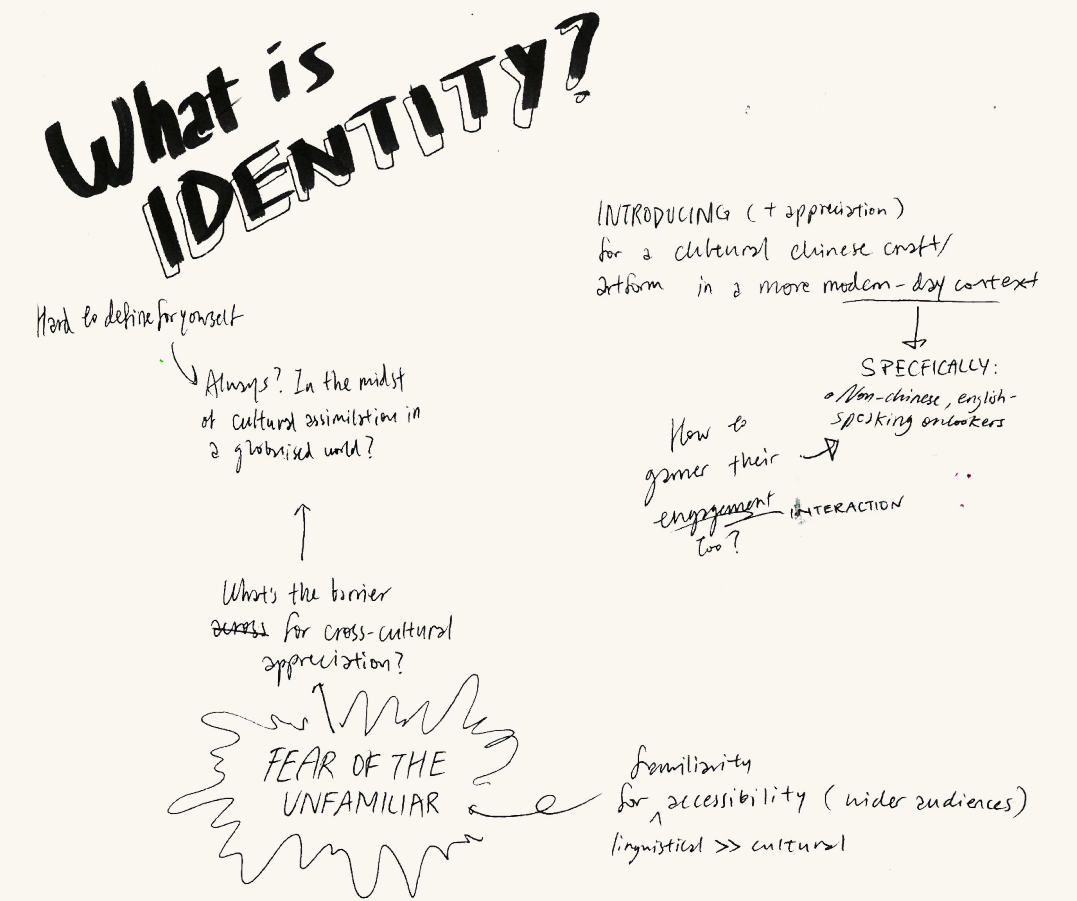 What is
IDENTITY?
Hard to define for yourself
Always? In the midst
of cultural assimilation in
a globalised world?
What's the barrier
across for cross-cultural
appreciation?
FEAR OF THE
UNFAMILIAR
INTRODUCING (+ appreciation)
for a cultural chinese craft/
artform in a more modern-day context
SPECFICALLY:
Non-chinese, english-
speaking onlookers
How to
garner their
engagement INTERACTION
too?
familiarity
for accessibility (wider audiences)
linguistical >> cultural